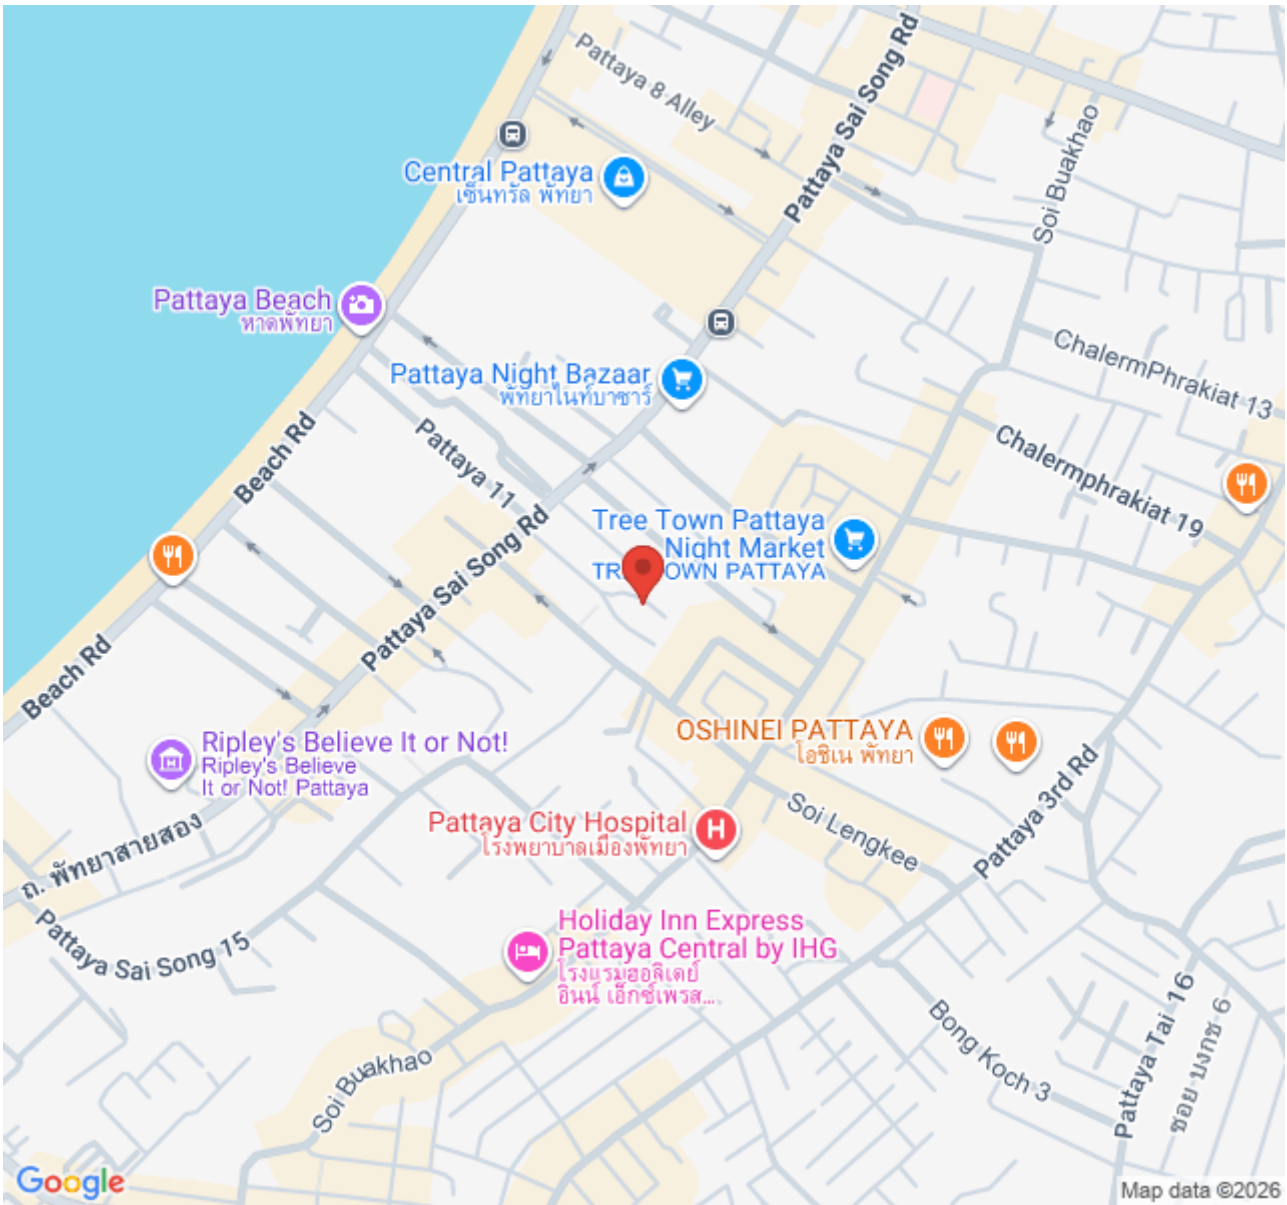 Pattaya 8 Alley
Pattaya Sai Song Rd
Soi Buakhao
Central Pattaya
เซ็นทรัล พัทยา
Pattaya Beach
หาดพัทยา
ChalermPhrakiat 13
Pattaya Night Bazaar
พัทยาไนท์บาซาร์
Chalermphrakiat 19
Beach Rd
Pattaya 11
Pattaya Sai Song Rd
Tree Town Pattaya
Night Market
TREE TOWN PATTAYA
Beach Rd
Ripley's Believe It or Not!
Ripley's Believe
It or Not! Pattaya
OSHINEI PATTAYA
โอชิเน พัทยา
Pattaya 3rd Rd
Soi Lengkee
Pattaya City Hospital
โรงพยาบาลเมืองพัทยา
ถ. พัทยาสายสอง
Pattaya Sai Song 15
Holiday Inn Express
Pattaya Central by IHG
โรงแรมฮอลิเดย์
อินน์ เอ็กซ์เพรส...
Bong Koch 3
Pattaya Tai 16
ซอย บงกช 6
Soi Buakhao
Google
Map data ©2026